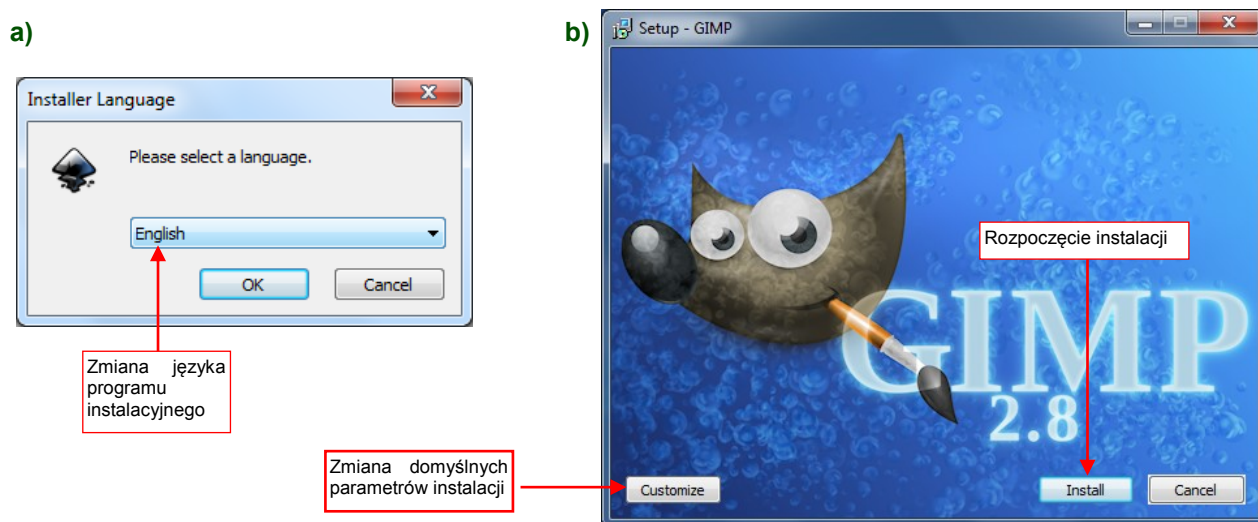 a)
Installer Language
Please select a language.
English
OK
Cancel
Zmiana języka
programu
instalacyjnego
b)
Setup - GIMP
Rozpoczęcie instalacji
GIMP
2.8
Zmiana domyślnych
parametrów instalacji
Customize
Install
Cancel